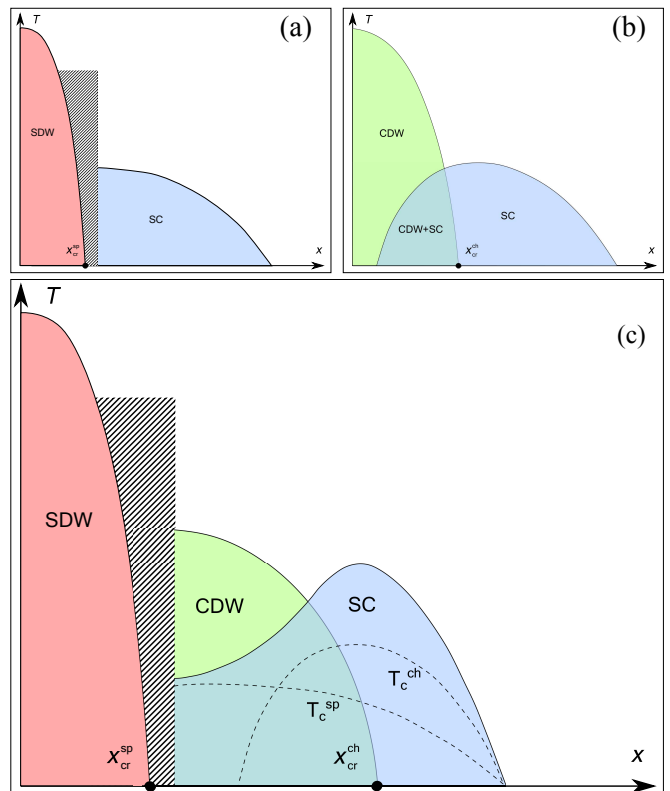 T
(a)
SDW
SC
x_cr^sp
x
T
(b)
CDW
CDW+SC
SC
x_cr^ch
x
T
(c)
SDW
CDW
SC
T_c^ch
T_c^sp
x_cr^sp
x_cr^ch
x